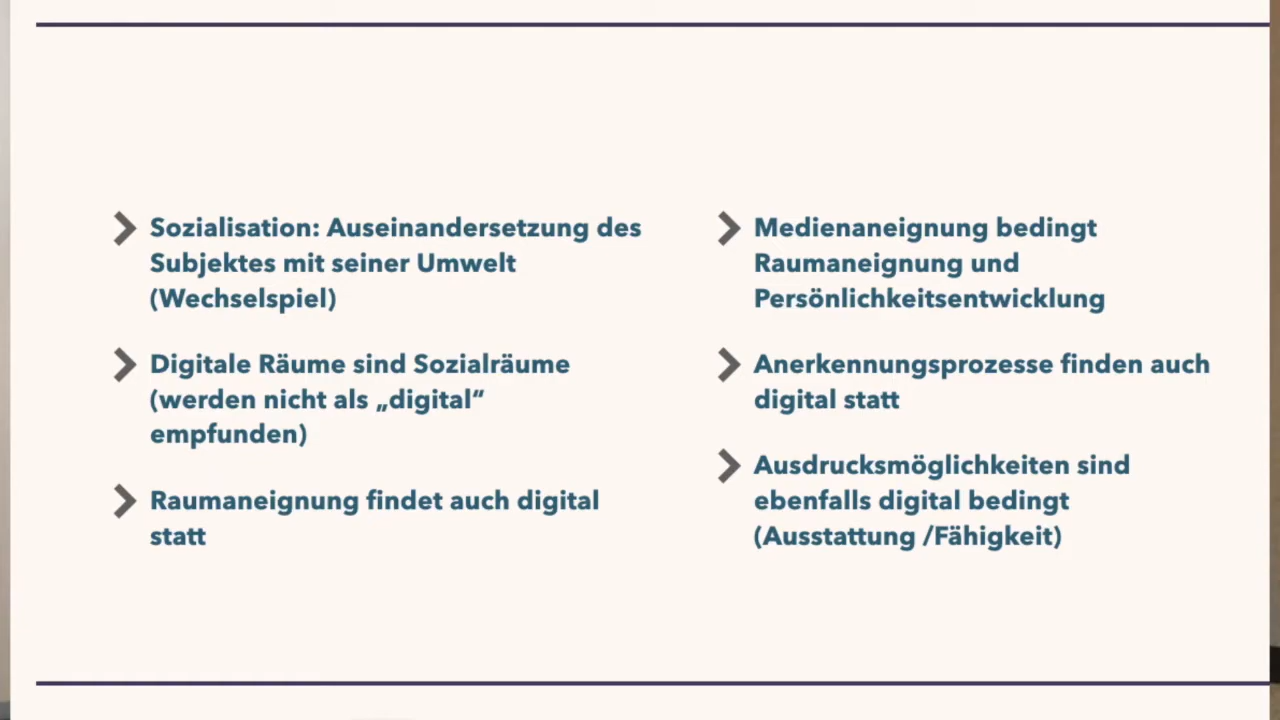 Sozialisation: Auseinandersetzung des
Subjektes mit seiner Umwelt
(Wechselspiel)
Digitale Räume sind Sozialräume
(werden nicht als „digital“
empfunden)
Raumaneignung findet auch digital
statt
Medienaneignung bedingt
Raumaneignung und
Persönlichkeitsentwicklung
Anerkennungsprozesse finden auch
digital statt
Ausdrucksmöglichkeiten sind
ebenfalls digital bedingt
(Ausstattung /Fähigkeit)